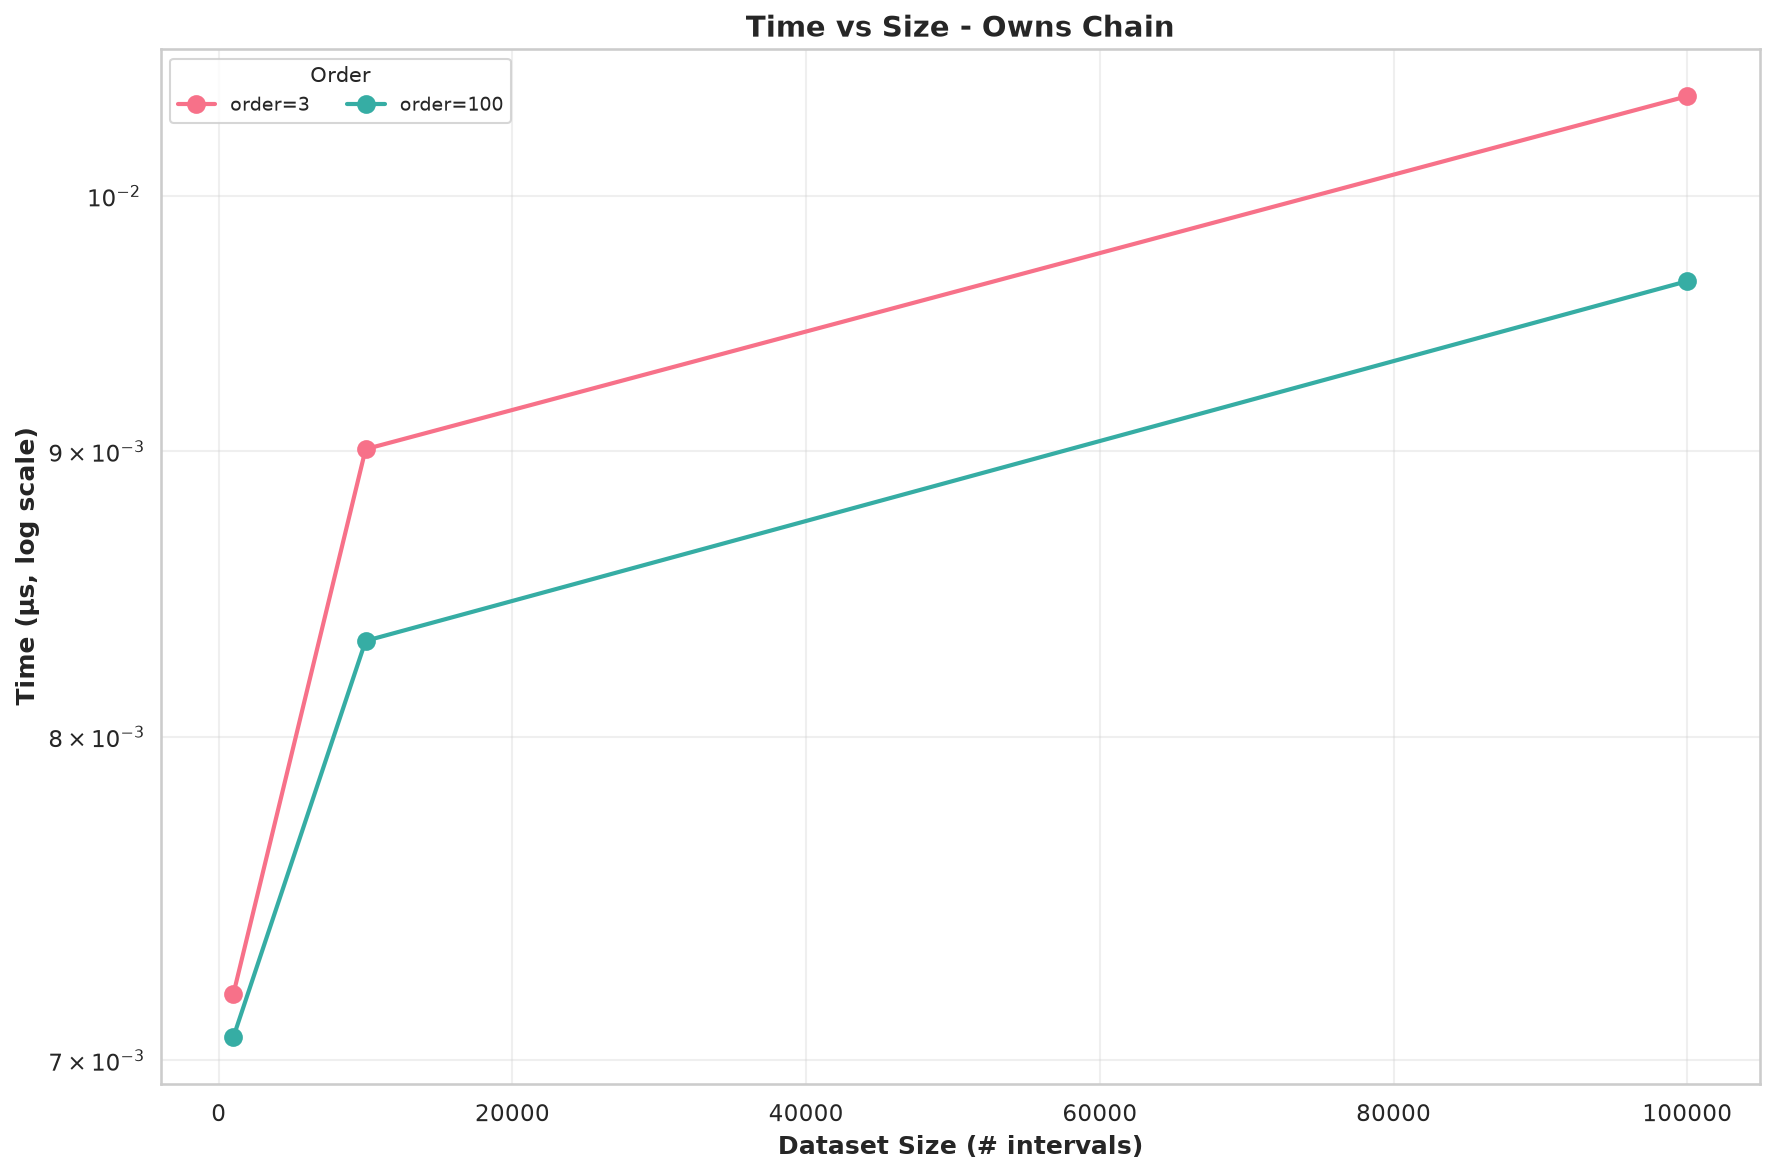 Time vs Size - Owns Chain
Order
order=3 order=100
Time (µs, log scale)
10⁻²
9 × 10⁻³
8 × 10⁻³
7 × 10⁻³
0 20000 40000 60000 80000 100000
Dataset Size (# intervals)